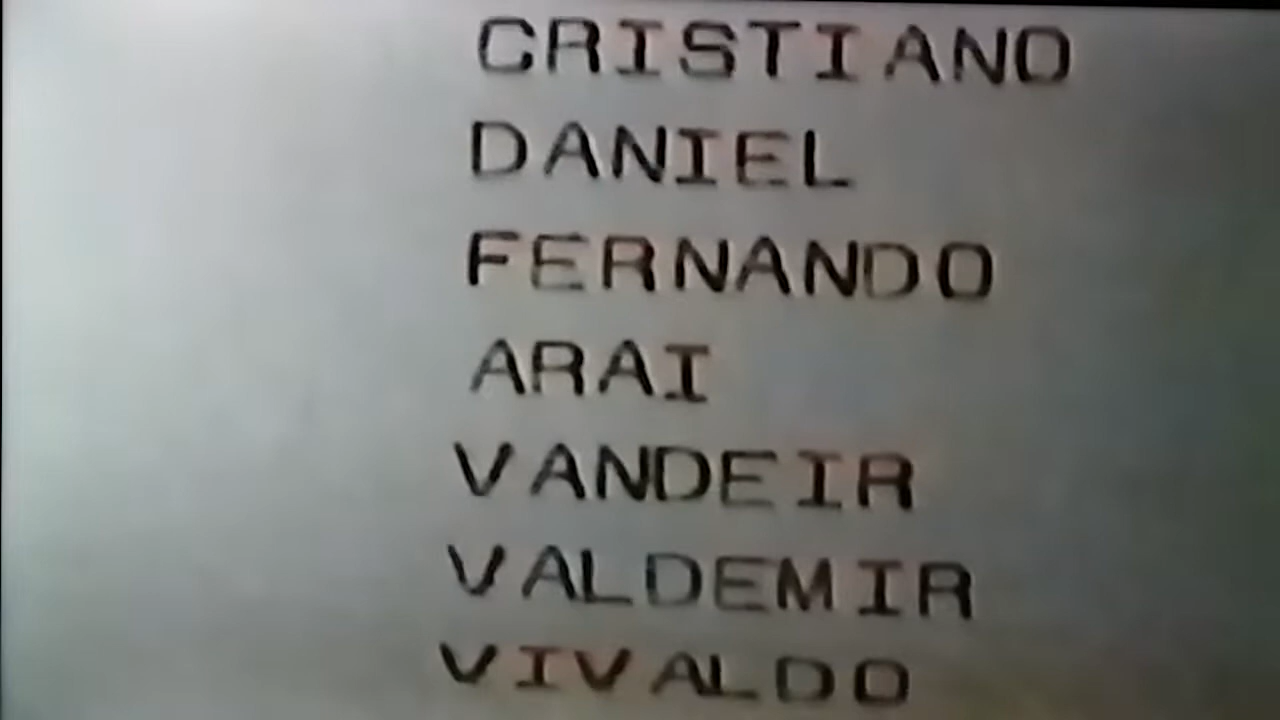 CRISTIANO
DANIEL
FERNANDO
ARAI
VANDEIR
VALDEMIR
VIVALDO